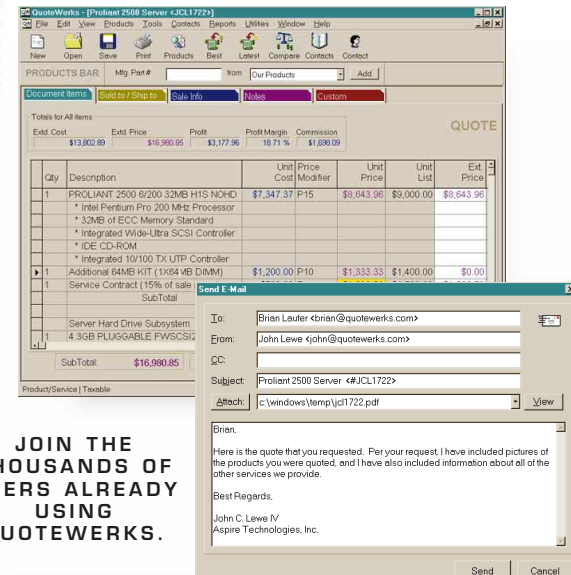 QuoteWerks - [Proliant 2500 Server <JCL1722>]
File Edit View Products Tools Contacts Reports Utilities Window Help
New Open Save Print Products Best Latest Compare Contacts Contact
PRODUCTS BAR Mfg. Part # from Our Products Add
Document Items Sold to / Ship to Sale Info Notes Custom
Totals for All items
QUOTE
Extd. Cost Extd. Price Profit Profit Margin Commission
$13,802.89 $16,980.85 $3,177.96 18.71 % $1,698.09
Qty Description Unit Cost Price Modifier Unit Price Unit List Ext. Price
1 PROLIANT 2500 6/200 32MB H1S NOHD $7,347.37 P15 $8,643.96 $9,000.00 $8,643.96
* Intel Pentium Pro 200 MHz Processor
* 32MB of ECC Memory Standard
* Integrated Wide-Ultra SCSI Controller
* IDE CD-ROM
* Integrated 10/100 TX UTP Controller
1 Additional 64MB KIT (1X64 MB DIMM) $1,200.00 P10 $1,333.33 $1,400.00 $0.00
1 Service Contract (15% of sale
SubTotal
Server Hard Drive Subsystem
1 4.3GB PLUGGABLE FWSCSI2
SubTotal: $16,980.85
Product/Service | Taxable
Send E-Mail
To: Brian Laufer <brian@quotewerks.com>
From: John Lewe <john@quotewerks.com>
CC:
Subject: Proliant 2500 Server <#JCL1722>
Attach: c:\windows\temp\jcl1722.pdf View
Brian,
Here is the quote that you requested. Per your request, I have included pictures of
the products you were quoted, and I have also included information about all of the
other services we provide.
Best Regards,
John C. Lewe IV
Aspire Technologies, Inc.
Send Cancel
JOIN THE
HOUSANDS OF
ERS ALREADY
USING
UOTEWERKS.